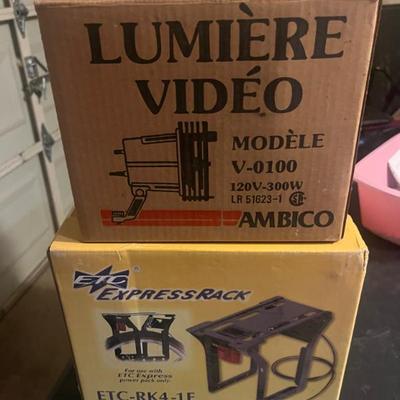 LUMIÈRE
VIDÉO
MODÈLE
V-0100
120V-300W
LR 51623-1
AMBICO
EXPRESSRACK
For use with
ETC Express
power pack only.
ETC-RK4-1F